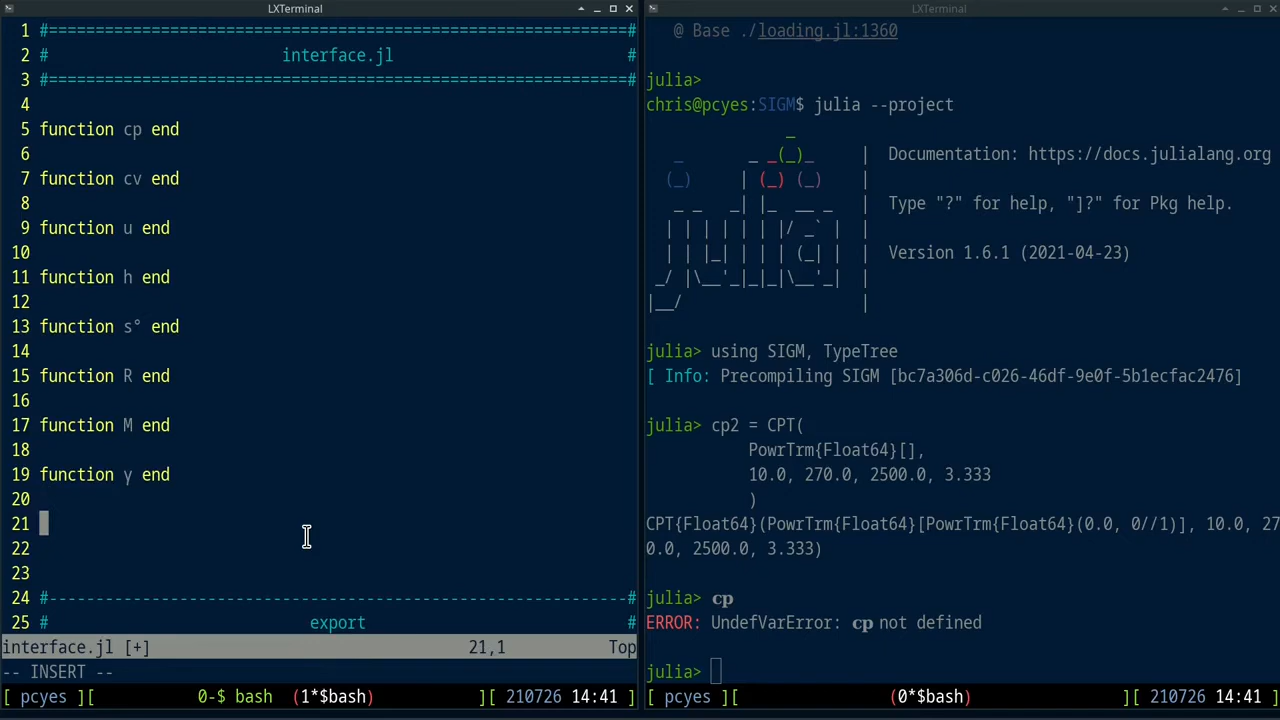 LXTerminal
1 #==============================================================#
2 # interface.jl #
3 #==============================================================#
4
5 function cp end
6
7 function cv end
8
9 function u end
10
11 function h end
12
13 function s° end
14
15 function R end
16
17 function M end
18
19 function γ end
20
21
22
23
24 #--------------------------------------------------------------#
25 # export
interface.jl [+] 21,1 Top
-- INSERT --
[ pcyes ][ 0-$ bash (1*$bash) ][ 210726 14:41 ]
LXTerminal
@ Base ./loading.jl:1360
julia>
chris@pcyes:SIGM$ julia --project
               _
   _       _ _(_)_     |  Documentation: https://docs.julialang.org
  (_)     | (_) (_)    |
   _ _   _| |_  __ _   |  Type "?" for help, "]?" for Pkg help.
  | | | | | | |/ _` |  |
  | | |_| | | | (_| |  |  Version 1.6.1 (2021-04-23)
 _/ |\__'_|_|_|\__'_|  |
|__/                   |
julia> using SIGM, TypeTree
[ Info: Precompiling SIGM [bc7a306d-c026-46df-9e0f-5b1ecfac2476]
julia> cp2 = CPT(
PowrTrm{Float64}[],
10.0, 270.0, 2500.0, 3.333
)
CPT{Float64}(PowrTrm{Float64}[PowrTrm{Float64}(0.0, 0//1)], 10.0, 27
0.0, 2500.0, 3.333)
julia> 𝐜𝐩
ERROR: UndefVarError: 𝐜𝐩 not defined
julia>
[ pcyes ][ (0*$bash) ][ 210726 14:41 ]